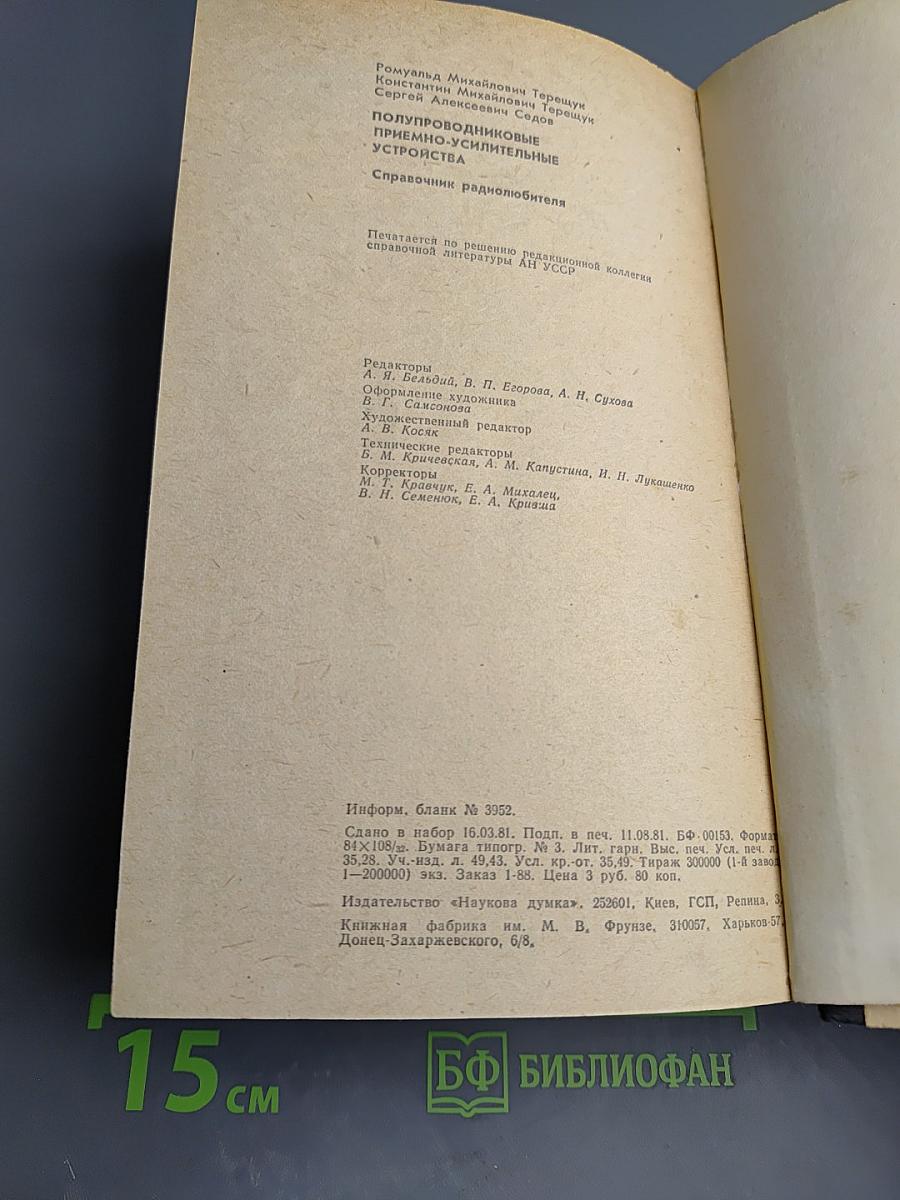 Ромуальд Михайлович Терещук
Константин Михайлович Терещук
Сергей Алексеевич Седов
ПОЛУПРОВОДНИКОВЫЕ
ПРИЕМНО-УСИЛИТЕЛЬНЫЕ
УСТРОЙСТВА
Справочник радиолюбителя
Печатается по решению редакционной коллегии
справочной литературы АН УССР
Редакторы
А. Я. Бельдий, В. П. Егорова, А. Н. Сухова
Оформление художника
В. Г. Самсонова
Художественный редактор
А. В. Косяк
Технические редакторы
Б. М. Кричевская, А. М. Капустина, И. Н. Лукашенко
Корректоры
М. Т. Кравчук, Е. А. Михалец,
В. Н. Семенюк, Е. А. Кривша
Информ. бланк № 3952.
Сдано в набор 16.03.81. Подп. в печ. 11.08.81. БФ 00153. Формат
84×108/32. Бумага типогр. № 3. Лит. гарн. Выс. печ. Усл. печ. л.
35,28. Уч.-изд. л. 49,43. Усл. кр.-от. 35,49. Тираж 300000 (1-й завод
1—200000) экз. Заказ 1-88. Цена 3 руб. 80 коп.
Издательство «Наукова думка». 252601, Киев, ГСП, Репина, 3.
Книжная фабрика им. М. В. Фрунзе, 310057, Харьков-57,
Донец-Захаржевского, 6/8.
15 см
БФ БИБЛИОФАН